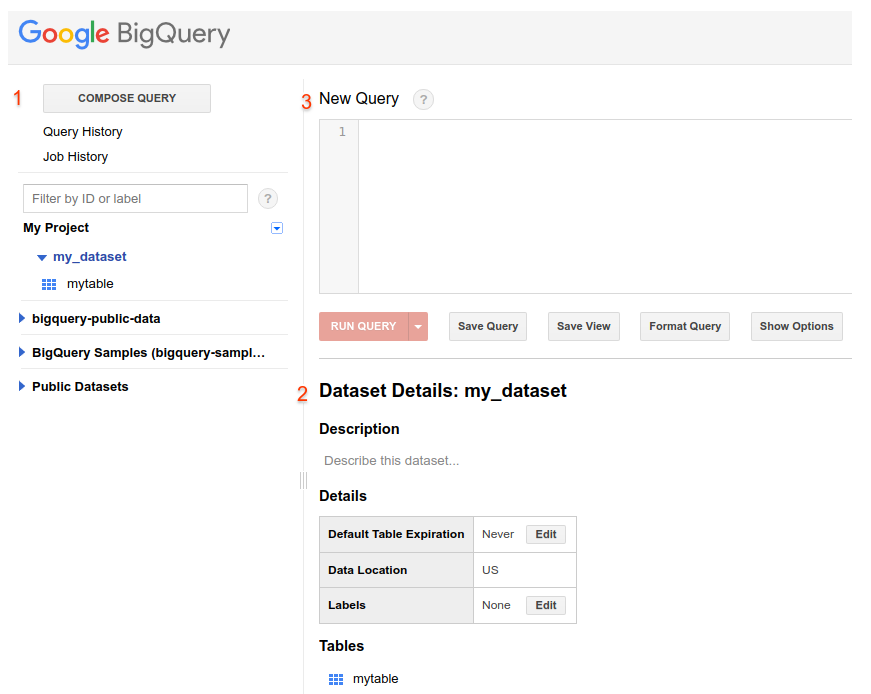 Google BigQuery
1
COMPOSE QUERY
Query History
Job History
Filter by ID or label
?
My Project
my_dataset
mytable
bigquery-public-data
BigQuery Samples (bigquery-sampl...
Public Datasets
3 New Query ?
1
RUN QUERY Save Query Save View Format Query Show Options
2 Dataset Details: my_dataset
Description
Describe this dataset...
Details
Default Table Expiration Never Edit
Data Location US
Labels None Edit
Tables
mytable